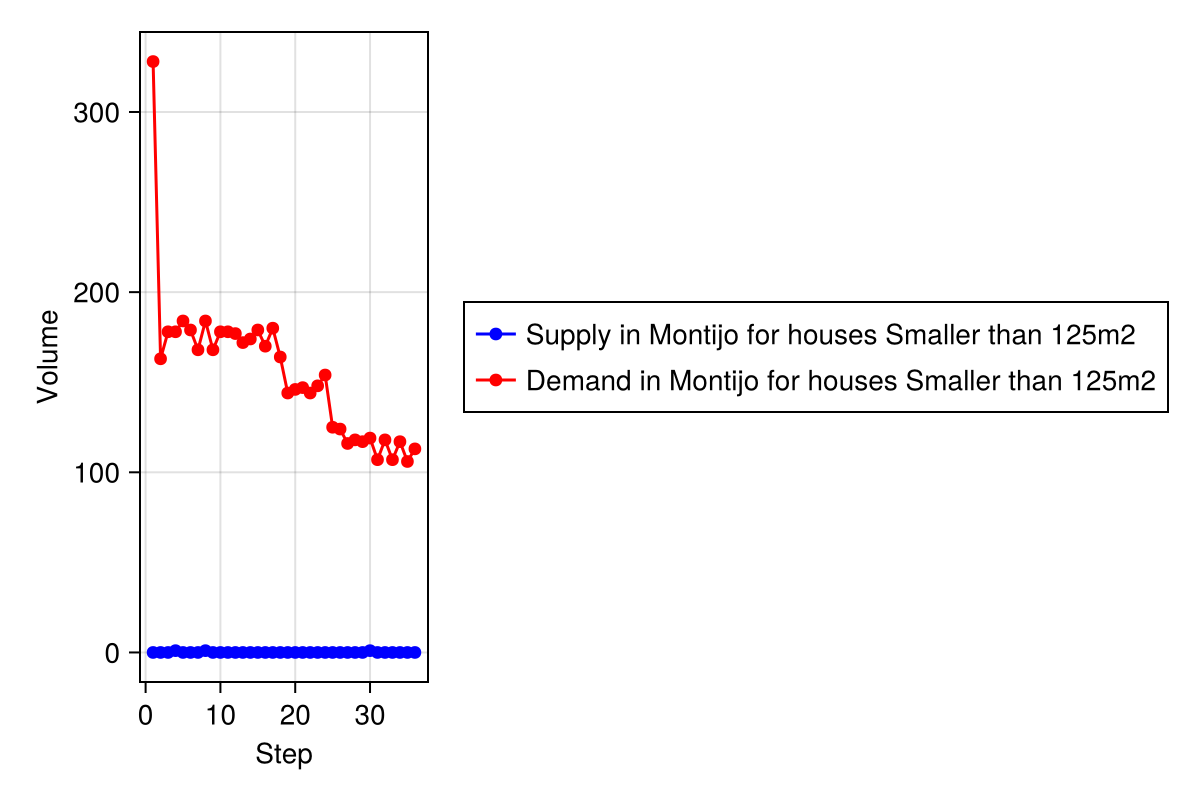 Volume
300
200
100
0
0 10 20 30
Step
Supply in Montijo for houses Smaller than 125m2
Demand in Montijo for houses Smaller than 125m2